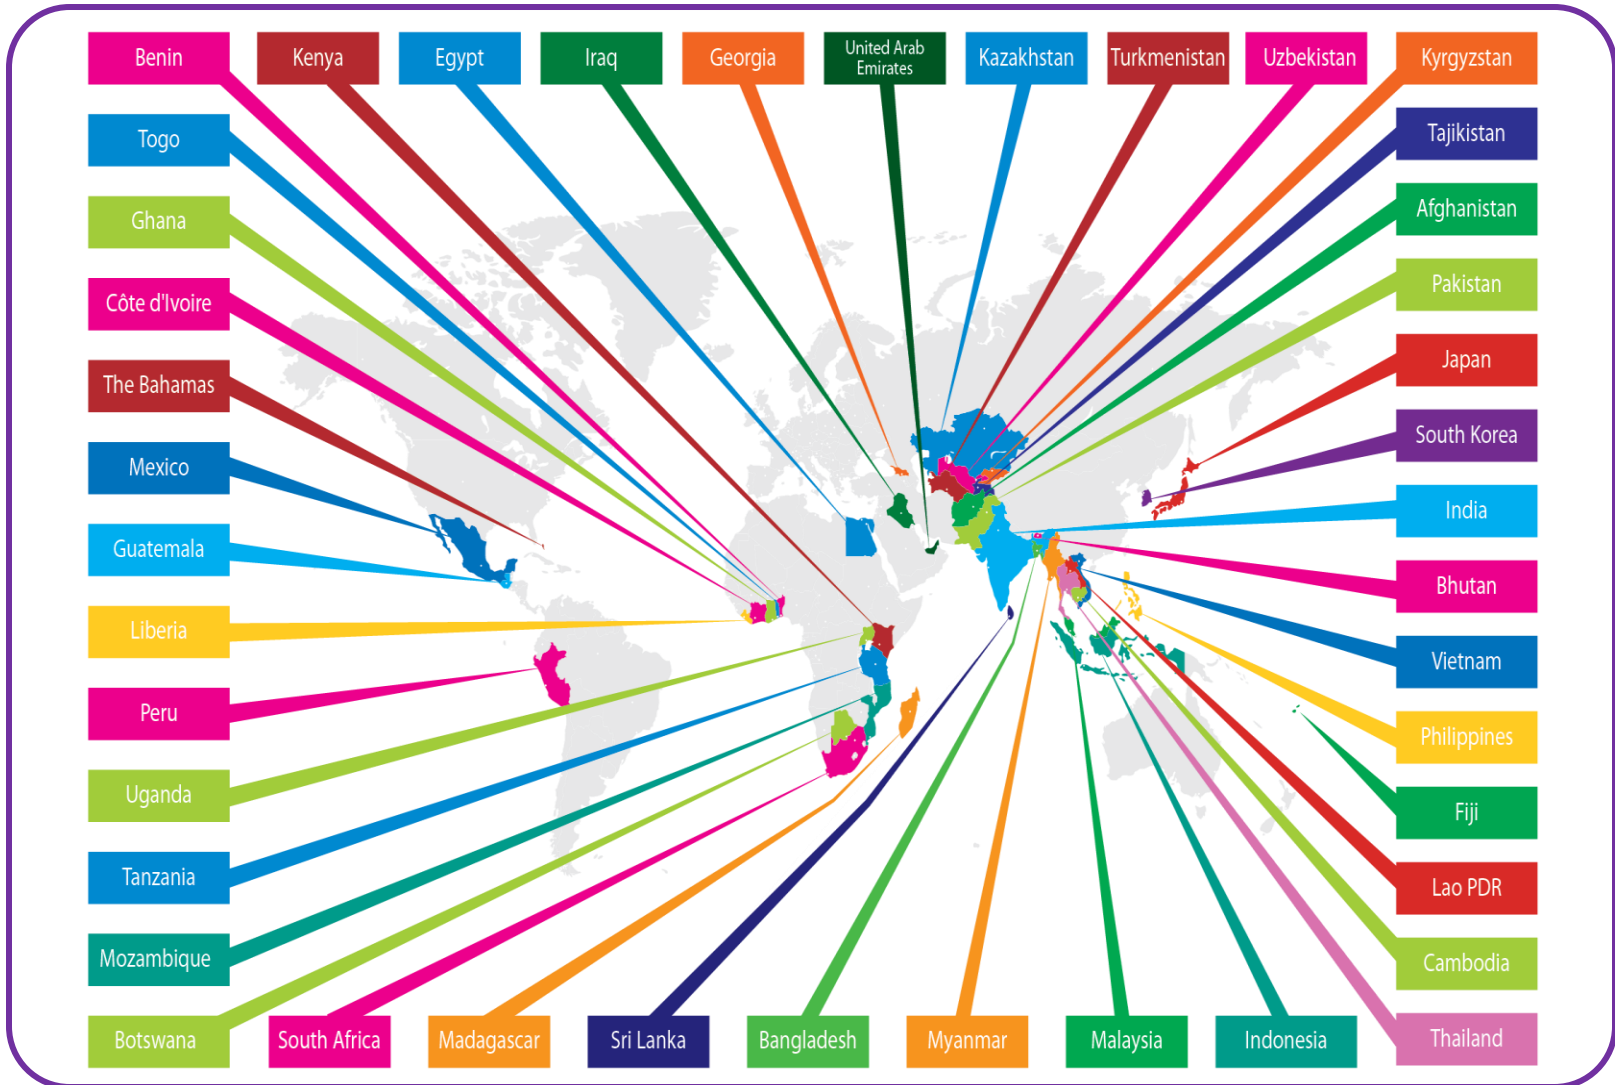 Benin
Kenya
Egypt
Iraq
Georgia
United Arab
Emirates
Kazakhstan
Turkmenistan
Uzbekistan
Kyrgyzstan
Togo
Tajikistan
Ghana
Afghanistan
Côte d'Ivoire
Pakistan
The Bahamas
Japan
Mexico
South Korea
Guatemala
India
Liberia
Bhutan
Peru
Vietnam
Uganda
Philippines
Tanzania
Fiji
Mozambique
Lao PDR
Botswana
Cambodia
South Africa
Madagascar
Sri Lanka
Bangladesh
Myanmar
Malaysia
Indonesia
Thailand